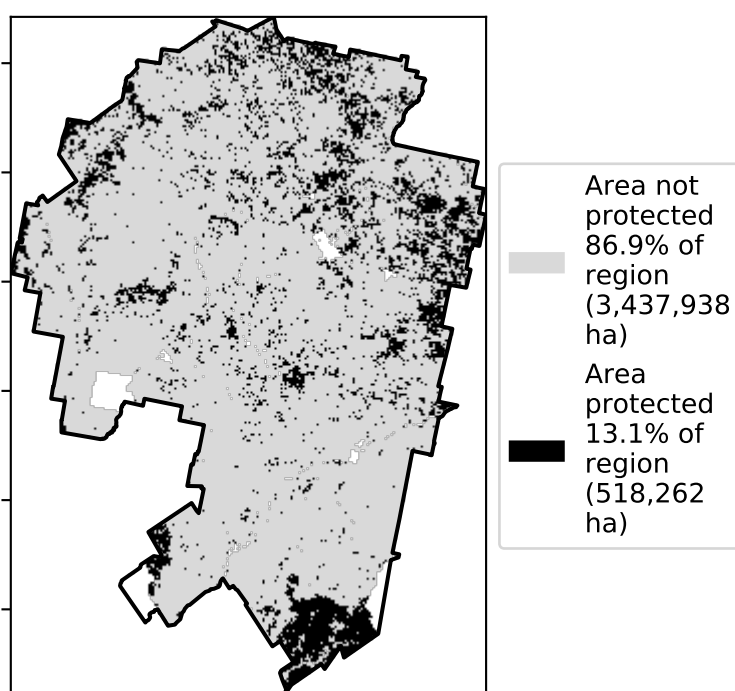 Area not
protected
86.9% of
region
(3,437,938
ha)
Area
protected
13.1% of
region
(518,262
ha)